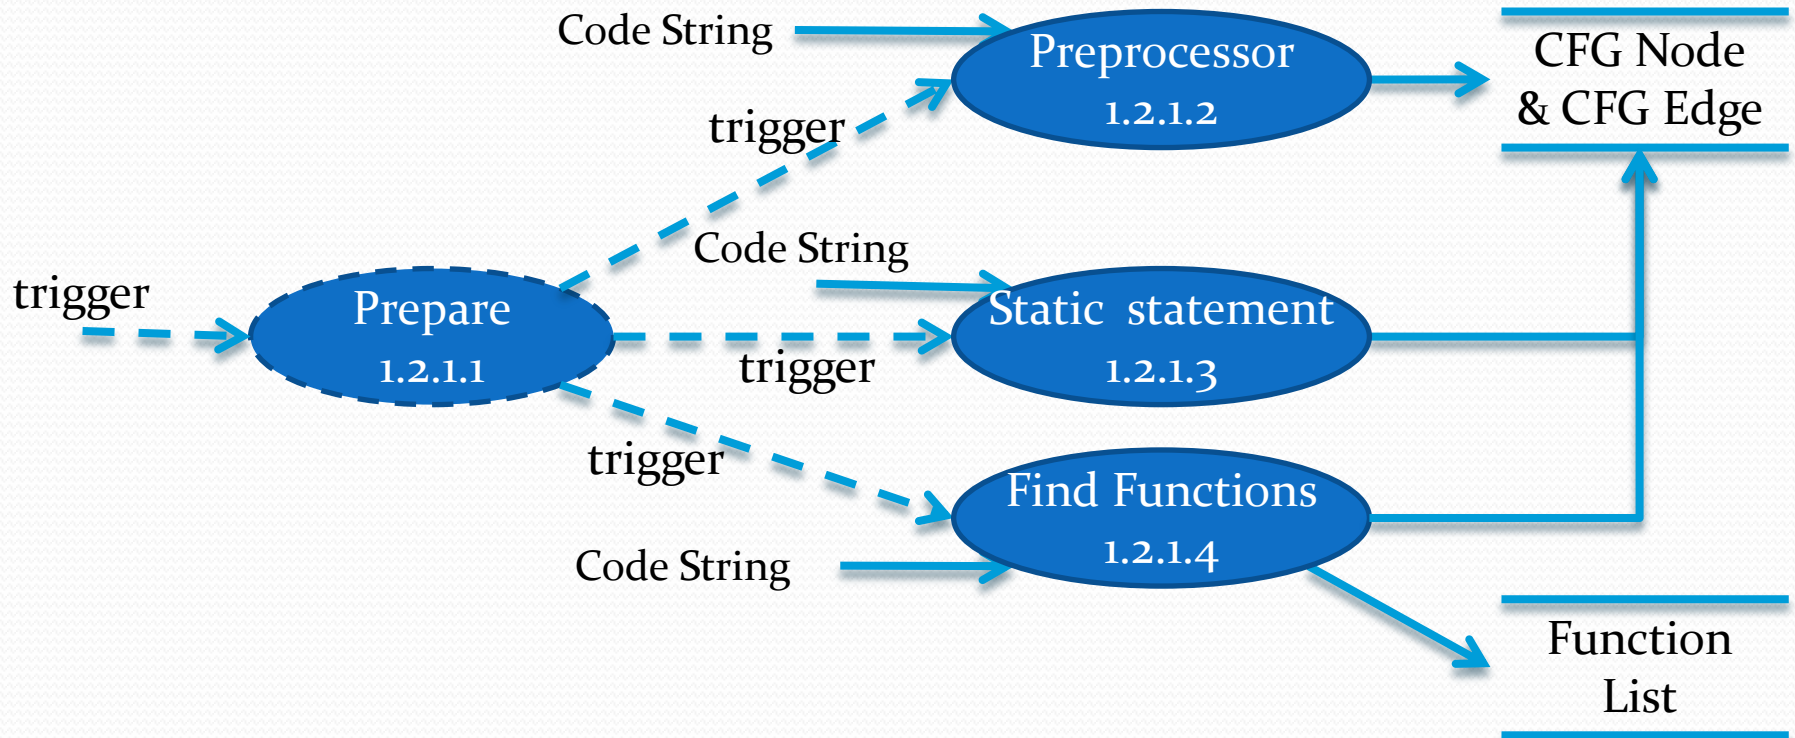 Code String
Preprocessor
1.2.1.2
CFG Node
& CFG Edge
trigger
Code String
trigger
Prepare
1.2.1.1
Static statement
1.2.1.3
trigger
trigger
Find Functions
1.2.1.4
Code String
Function
List